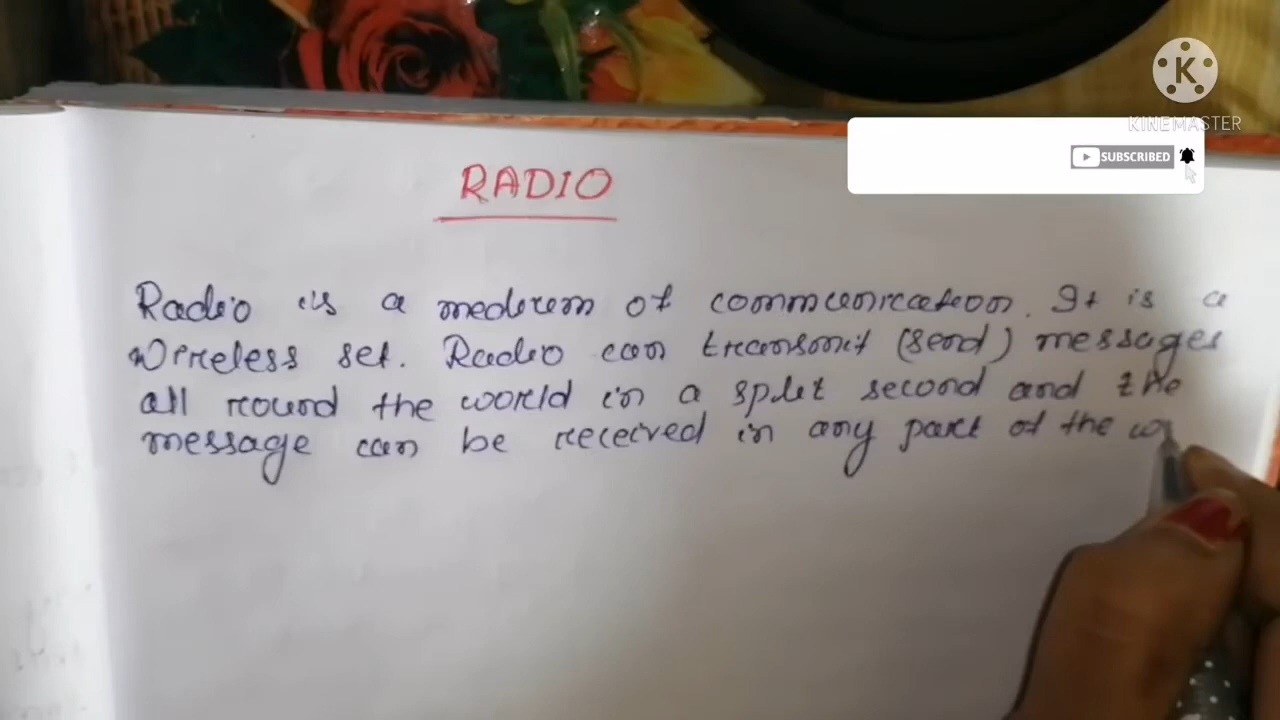 K
KINEMASTER
SUBSCRIBED
RADIO
Radio is a medium of communication. It is a
Wireless set. Radio can transmit (send) messages
all round the world in a split second and the
message can be received in any part of the wo